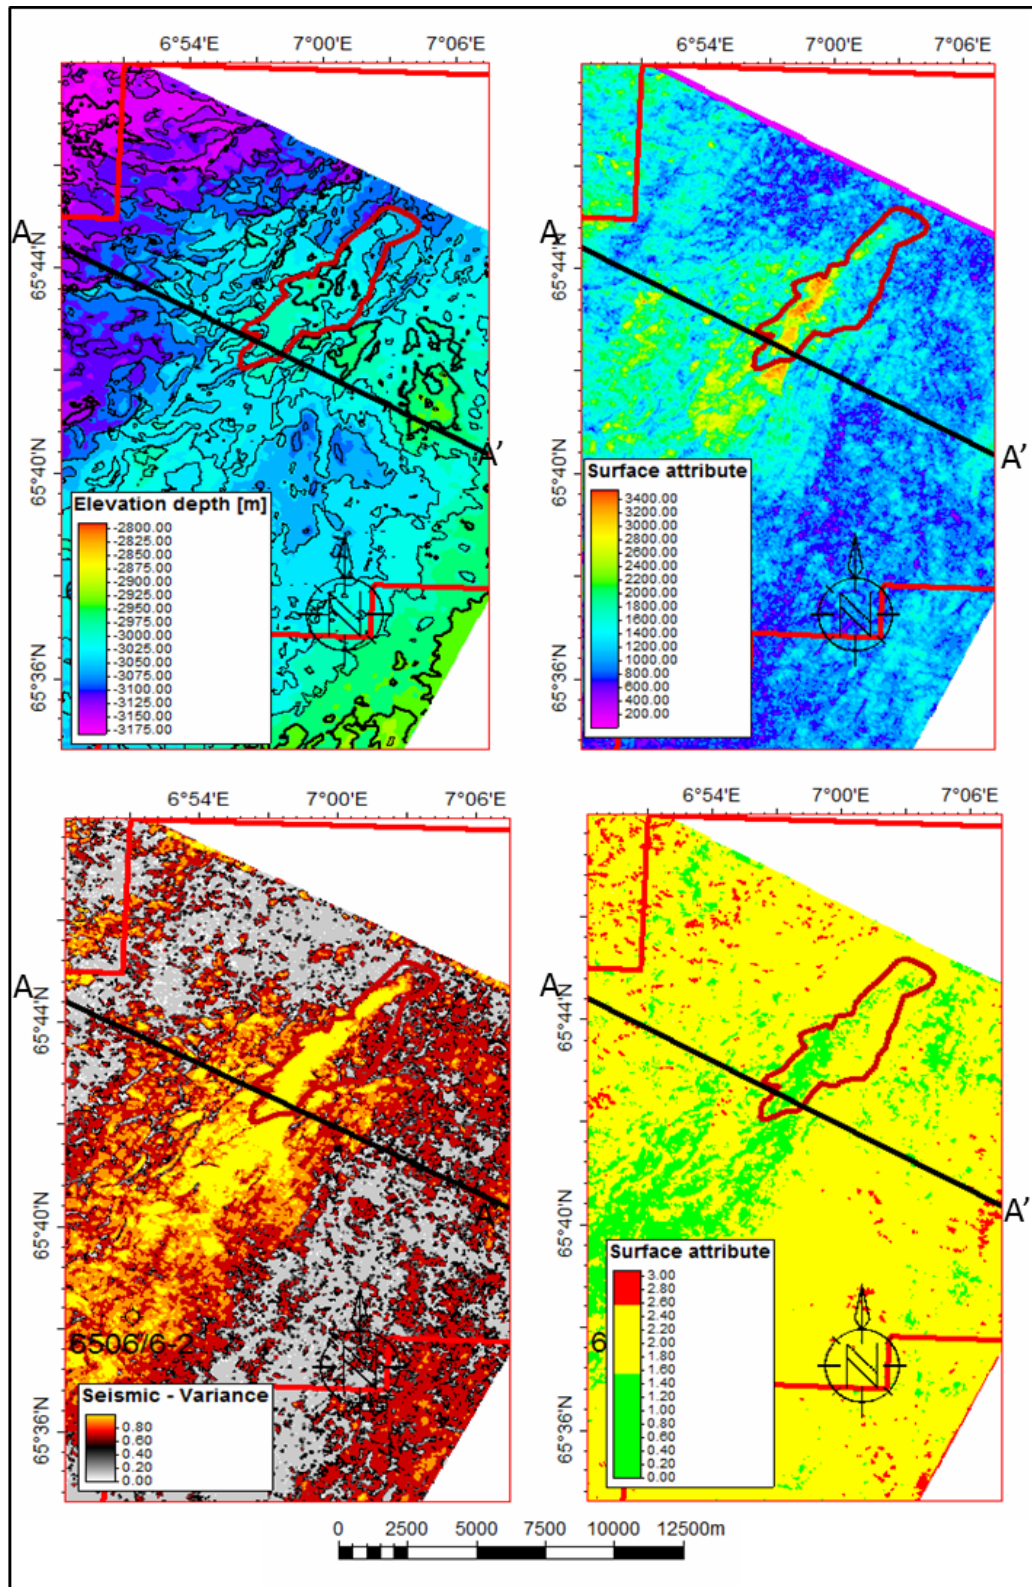 6°54'E 7°00'E 7°06'E
A
65°44'N
65°40'N
65°36'N
A'
Elevation depth [m]
-2800.00
-2825.00
-2850.00
-2875.00
-2900.00
-2925.00
-2950.00
-2975.00
-3000.00
-3025.00
-3050.00
-3075.00
-3100.00
-3125.00
-3150.00
-3175.00
N
6°54'E 7°00'E 7°06'E
A
65°44'N
65°40'N
65°36'N
A'
Surface attribute
3400.00
3200.00
3000.00
2800.00
2600.00
2400.00
2200.00
2000.00
1800.00
1600.00
1400.00
1200.00
1000.00
800.00
600.00
400.00
200.00
N
6°54'E 7°00'E 7°06'E
A
65°44'N
65°40'N
65°36'N
A'
6506/6-2
Seismic - Variance
0.80
0.60
0.40
0.20
0.00
N
6°54'E 7°00'E 7°06'E
A
65°44'N
65°40'N
65°36'N
A'
6
Surface attribute
3.00
2.80
2.60
2.40
2.20
2.00
1.80
1.60
1.40
1.20
1.00
0.80
0.60
0.40
0.20
0.00
N
0 2500 5000 7500 10000 12500m